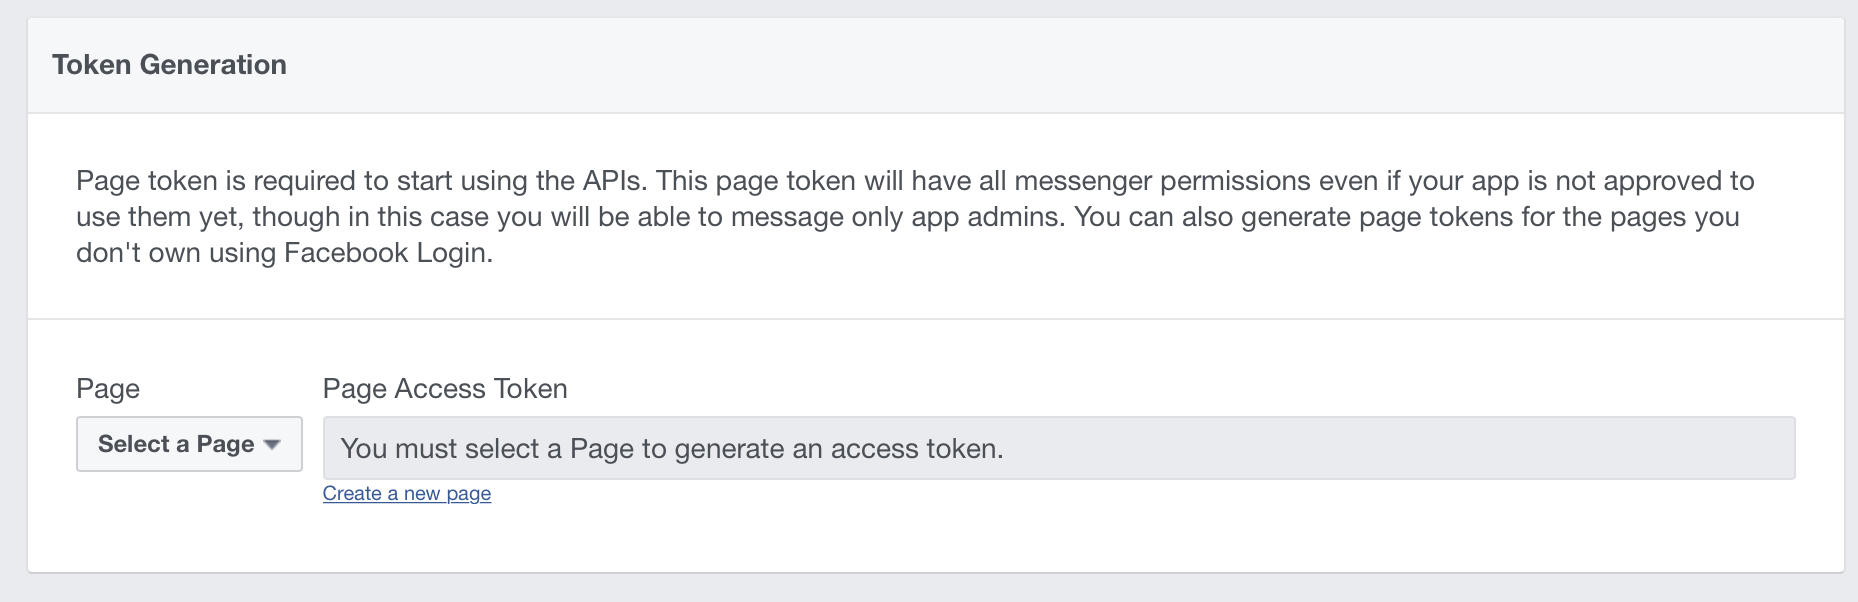 Token Generation
Page token is required to start using the APIs. This page token will have all messenger permissions even if your app is not approved to
use them yet, though in this case you will be able to message only app admins. You can also generate page tokens for the pages you
don't own using Facebook Login.
Page
Page Access Token
Select a Page
You must select a Page to generate an access token.
Create a new page